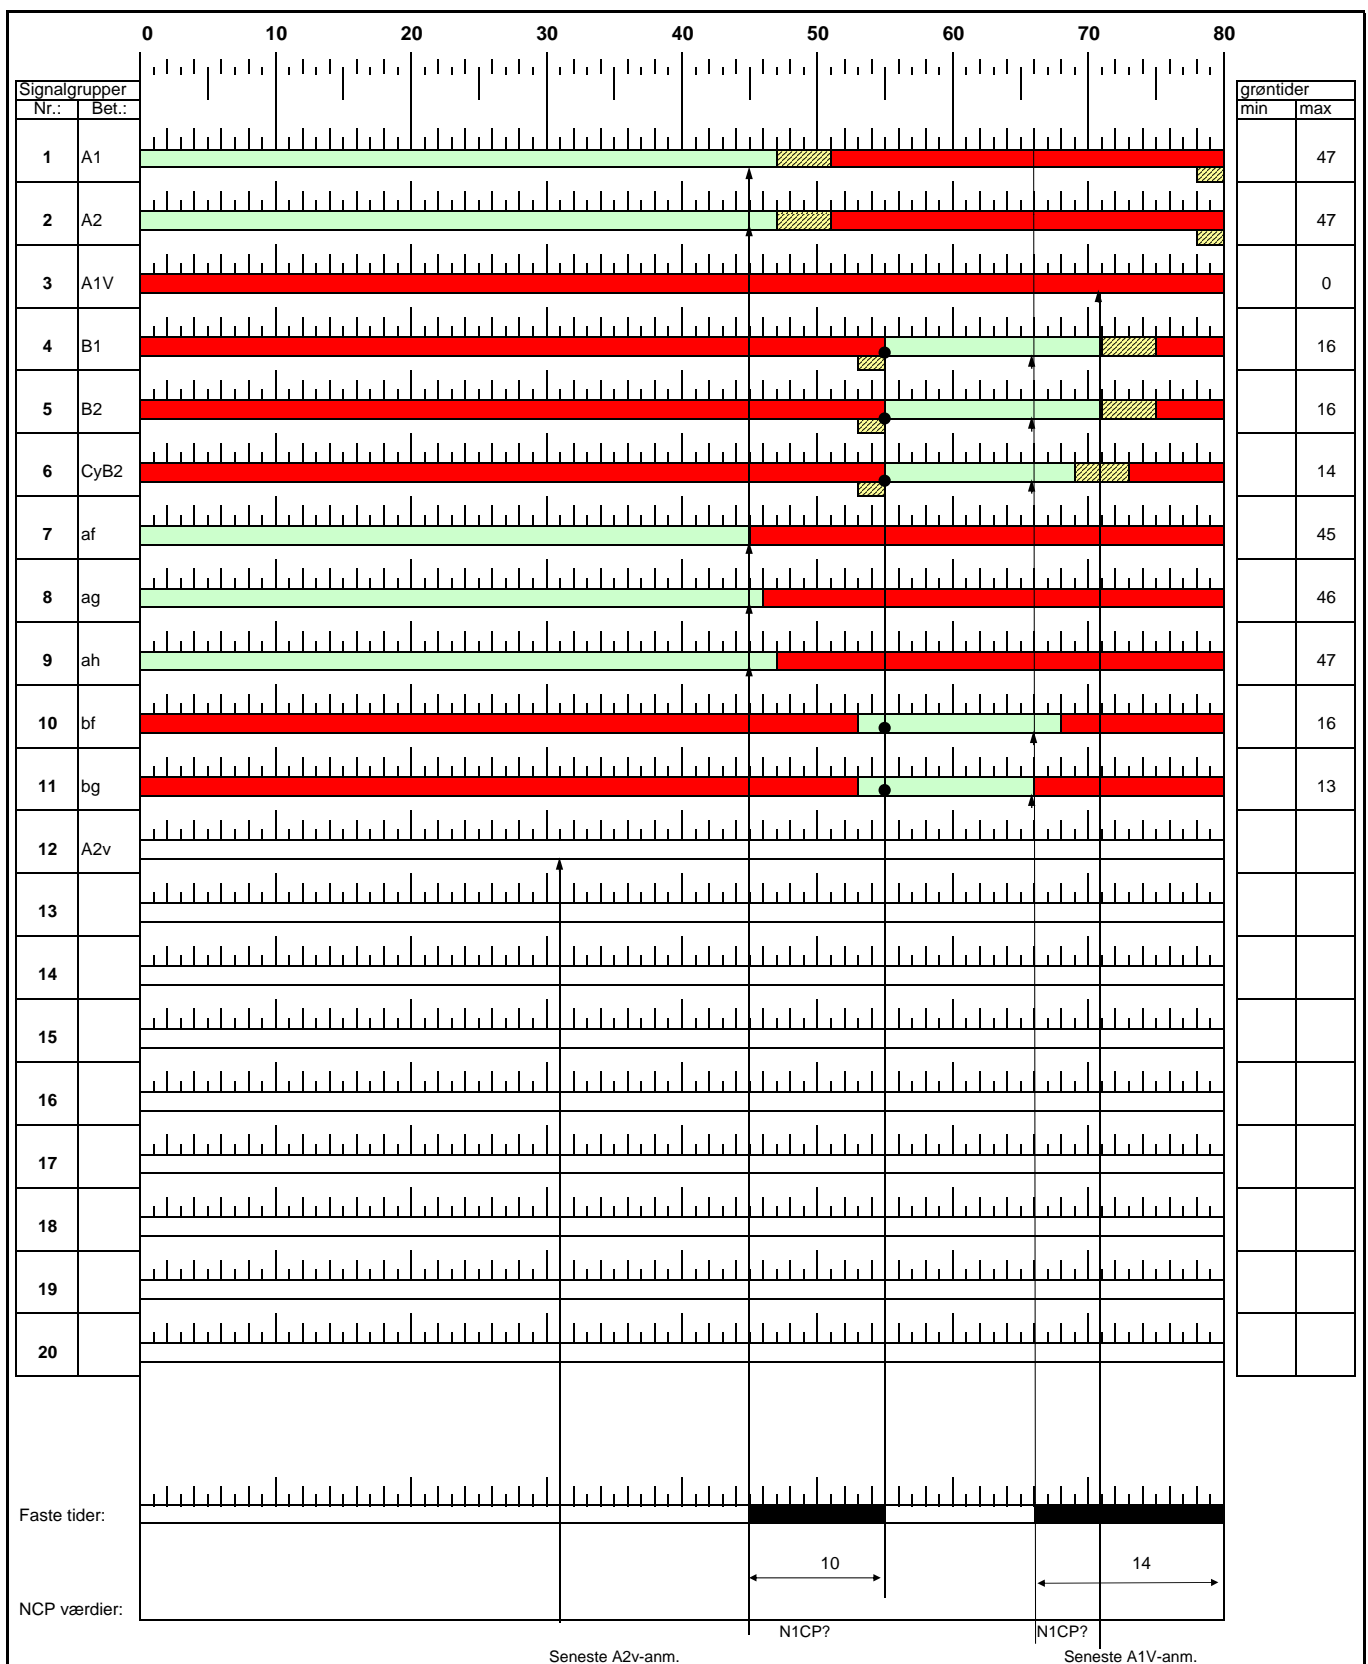 0 10 20 30 40 50 60 70 80
Signalgrupper grøntider
Nr.: Bet.: min max
1 A1 47
2 A2 47
3 A1V 0
4 B1 16
5 B2 16
6 CyB2 14
7 af 45
8 ag 46
9 ah 47
10 bf 16
11 bg 13
12 A2v
13
14
15
16
17
18
19
20
Faste tider:
10 14
NCP værdier:
N1CP? N1CP?
Seneste A2v-anm. Seneste A1V-anm.